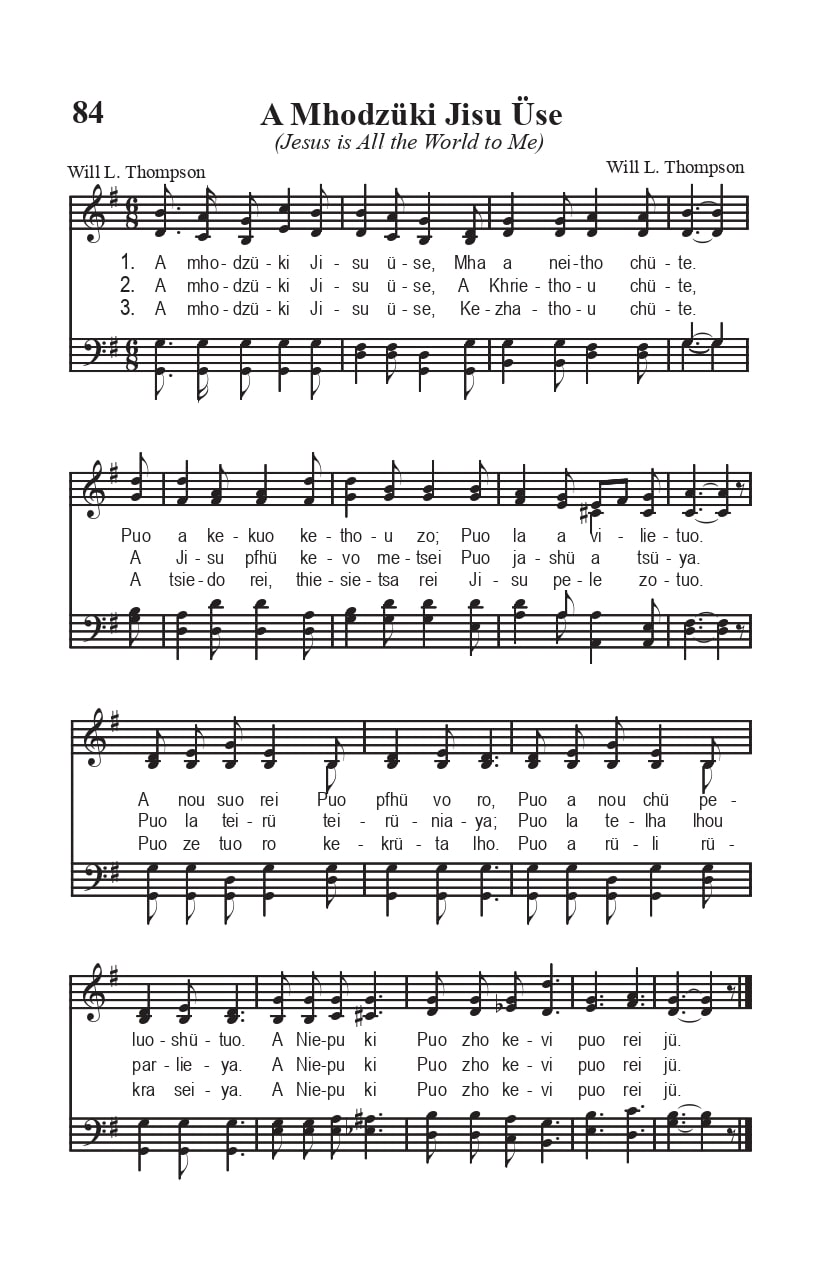 84
A Mhodzüki Jisu Üse
(Jesus is All the World to Me)
Will L. Thompson
Will L. Thompson
1. A mho - dzü - ki Ji - su ü - se, Mha a nei - tho chü - te.
2. A mho - dzü - ki Ji - su ü - se, A Khrie - tho - u chü - te,
3. A mho - dzü - ki Ji - su ü - se, Ke - zha - tho - u chü - te.
Puo a ke - kuo ke - tho - u zo; Puo la a vi - lie - tuo.
A Ji - su pfhü ke - vo me - tsei Puo ja - shü a tsü - ya.
A tsie - do rei, thie - sie - tsa rei Ji - su pe - le zo - tuo.
A nou suo rei Puo pfhü vo ro, Puo a nou chü pe -
Puo la tei - rü tei - rü - nia - ya; Puo la te - lha lhou
Puo ze tuo ro ke - krü - ta lho. Puo a rü - li rü -
luo - shü - tuo. A Nie - pu ki Puo zho ke - vi puo rei jü.
par - lie - ya. A Nie - pu ki Puo zho ke - vi puo rei jü.
kra sei - ya. A Nie - pu ki Puo zho ke - vi puo rei jü.